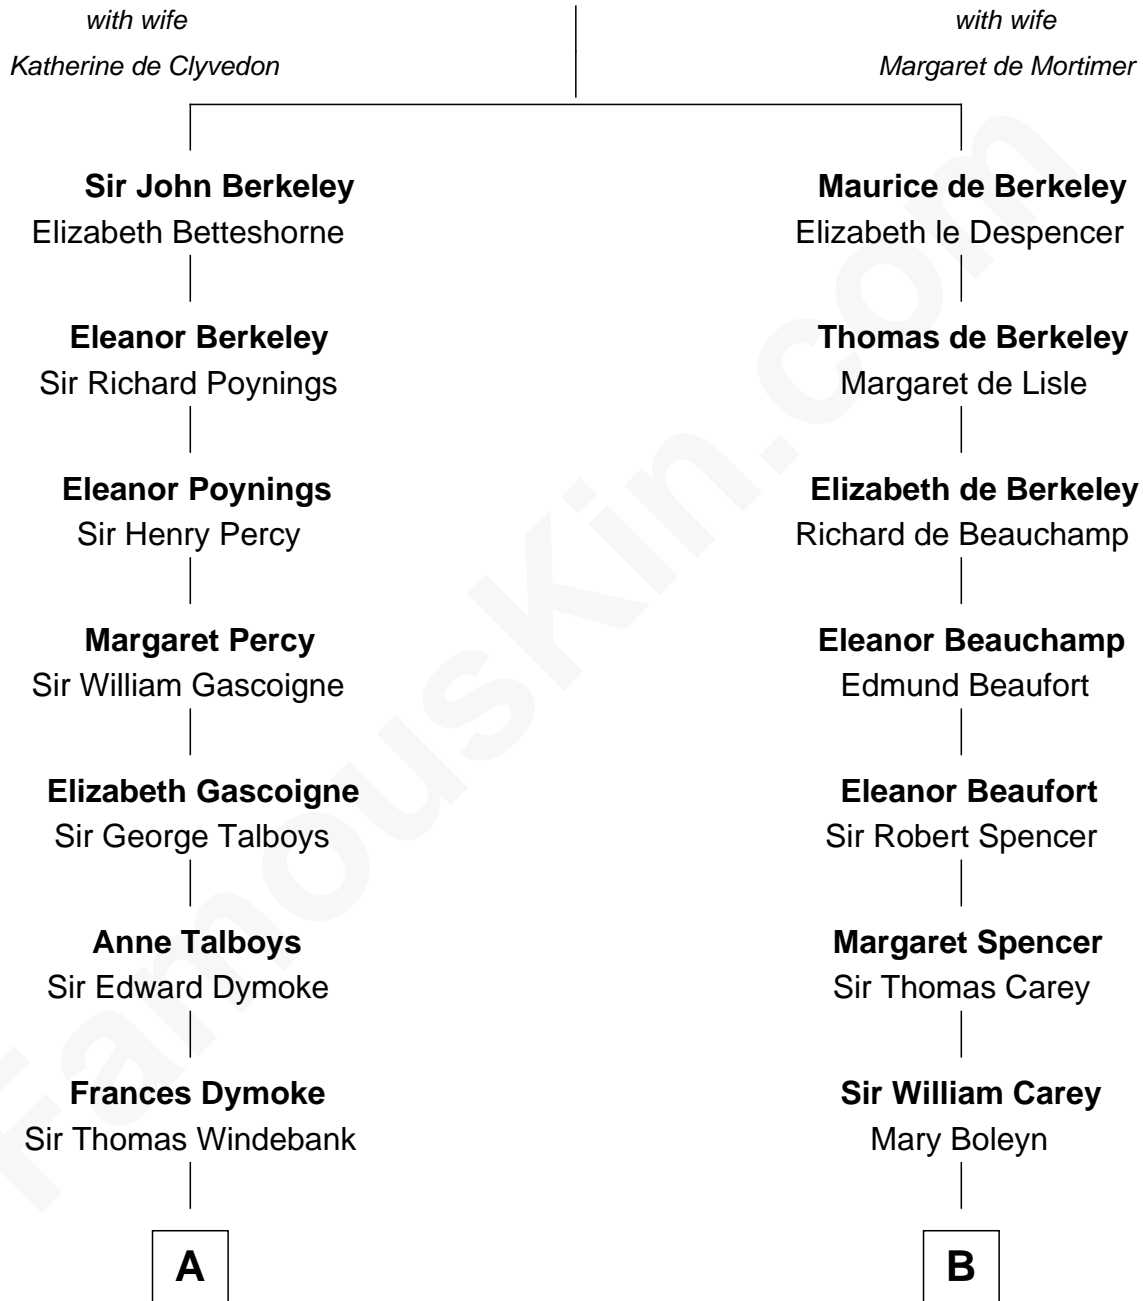 with wife
Katherine de Clyvedon
with wife
Margaret de Mortimer
Sir John Berkeley
Elizabeth Betteshorne
Maurice de Berkeley
Elizabeth le Despencer
Eleanor Berkeley
Sir Richard Poynings
Thomas de Berkeley
Margaret de Lisle
Eleanor Poynings
Sir Henry Percy
Elizabeth de Berkeley
Richard de Beauchamp
Margaret Percy
Sir William Gascoigne
Eleanor Beauchamp
Edmund Beaufort
Elizabeth Gascoigne
Sir George Talboys
Eleanor Beaufort
Sir Robert Spencer
Anne Talboys
Sir Edward Dymoke
Margaret Spencer
Sir Thomas Carey
Frances Dymoke
Sir Thomas Windebank
Sir William Carey
Mary Boleyn
A
B
FamousKin.com